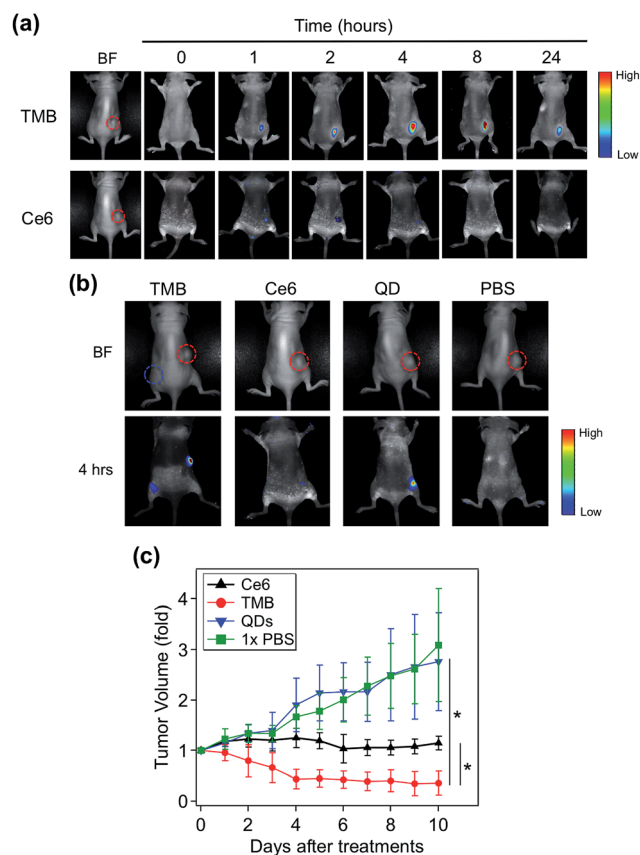 (a)
Time (hours)
BF 0 1 2 4 8 24
TMB
High
Low
Ce6
(b)
TMB Ce6 QD PBS
BF
4 hrs
High
Low
(c)
Tumor Volume (fold)
4
3
2
1
0
Ce6
TMB
QDs
1x PBS
*
*
0 2 4 6 8 10
Days after treatments